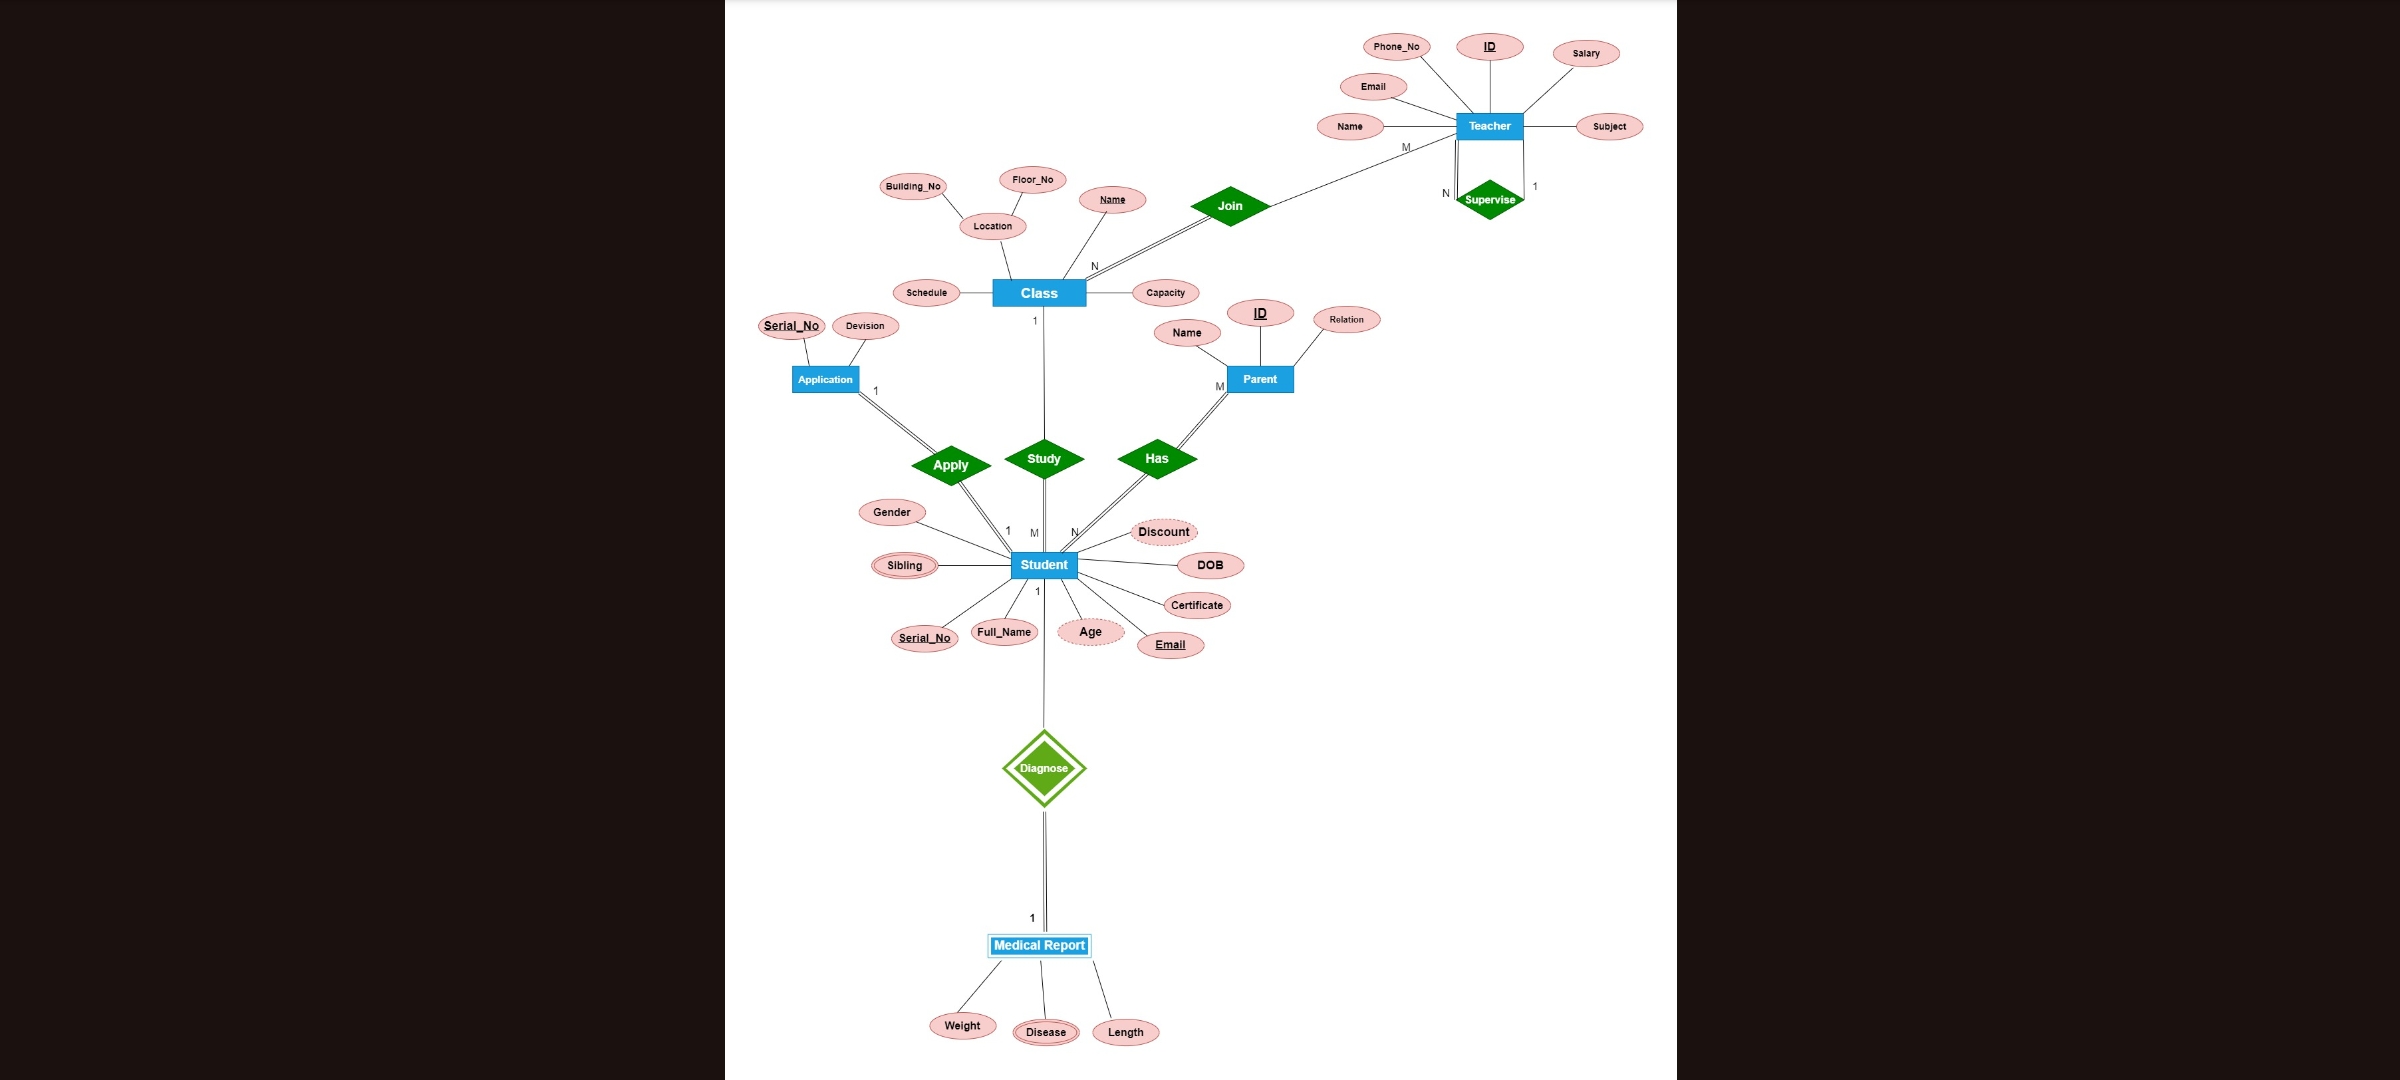 Phone_No
ID
Salary
Email
Name
Teacher
Subject
M
N
Supervise
1
Building_No
Floor_No
Name
Location
Join
N
Schedule
Class
Capacity
1
Serial_No
Devision
Name
ID
Relation
Application
1
M
Parent
Apply
Study
Has
Gender
1
M
N
Discount
Sibling
Student
DOB
1
Certificate
Serial_No
Full_Name
Age
Email
Diagnose
1
Medical Report
Weight
Disease
Length